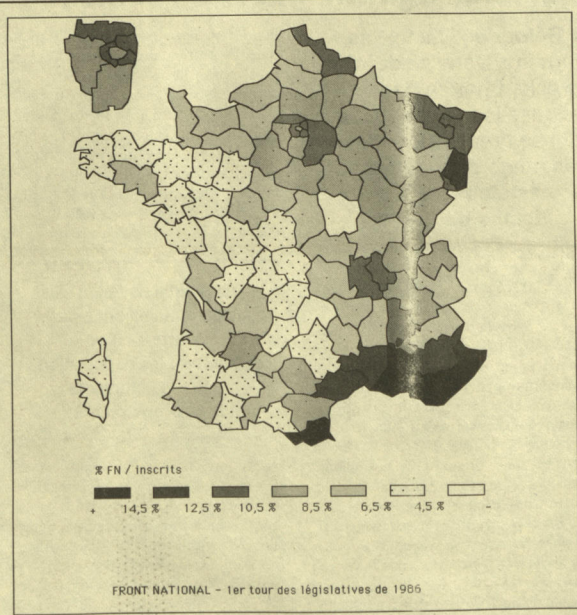 % FN / inscrits
+ 14,5 % 12,5 % 10,5 % 8,5 % 6,5 % 4,5 % -
FRONT NATIONAL - 1er tour des législatives de 1986